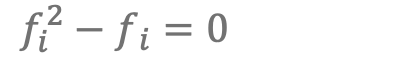 $f_i^2 - f_i = 0$